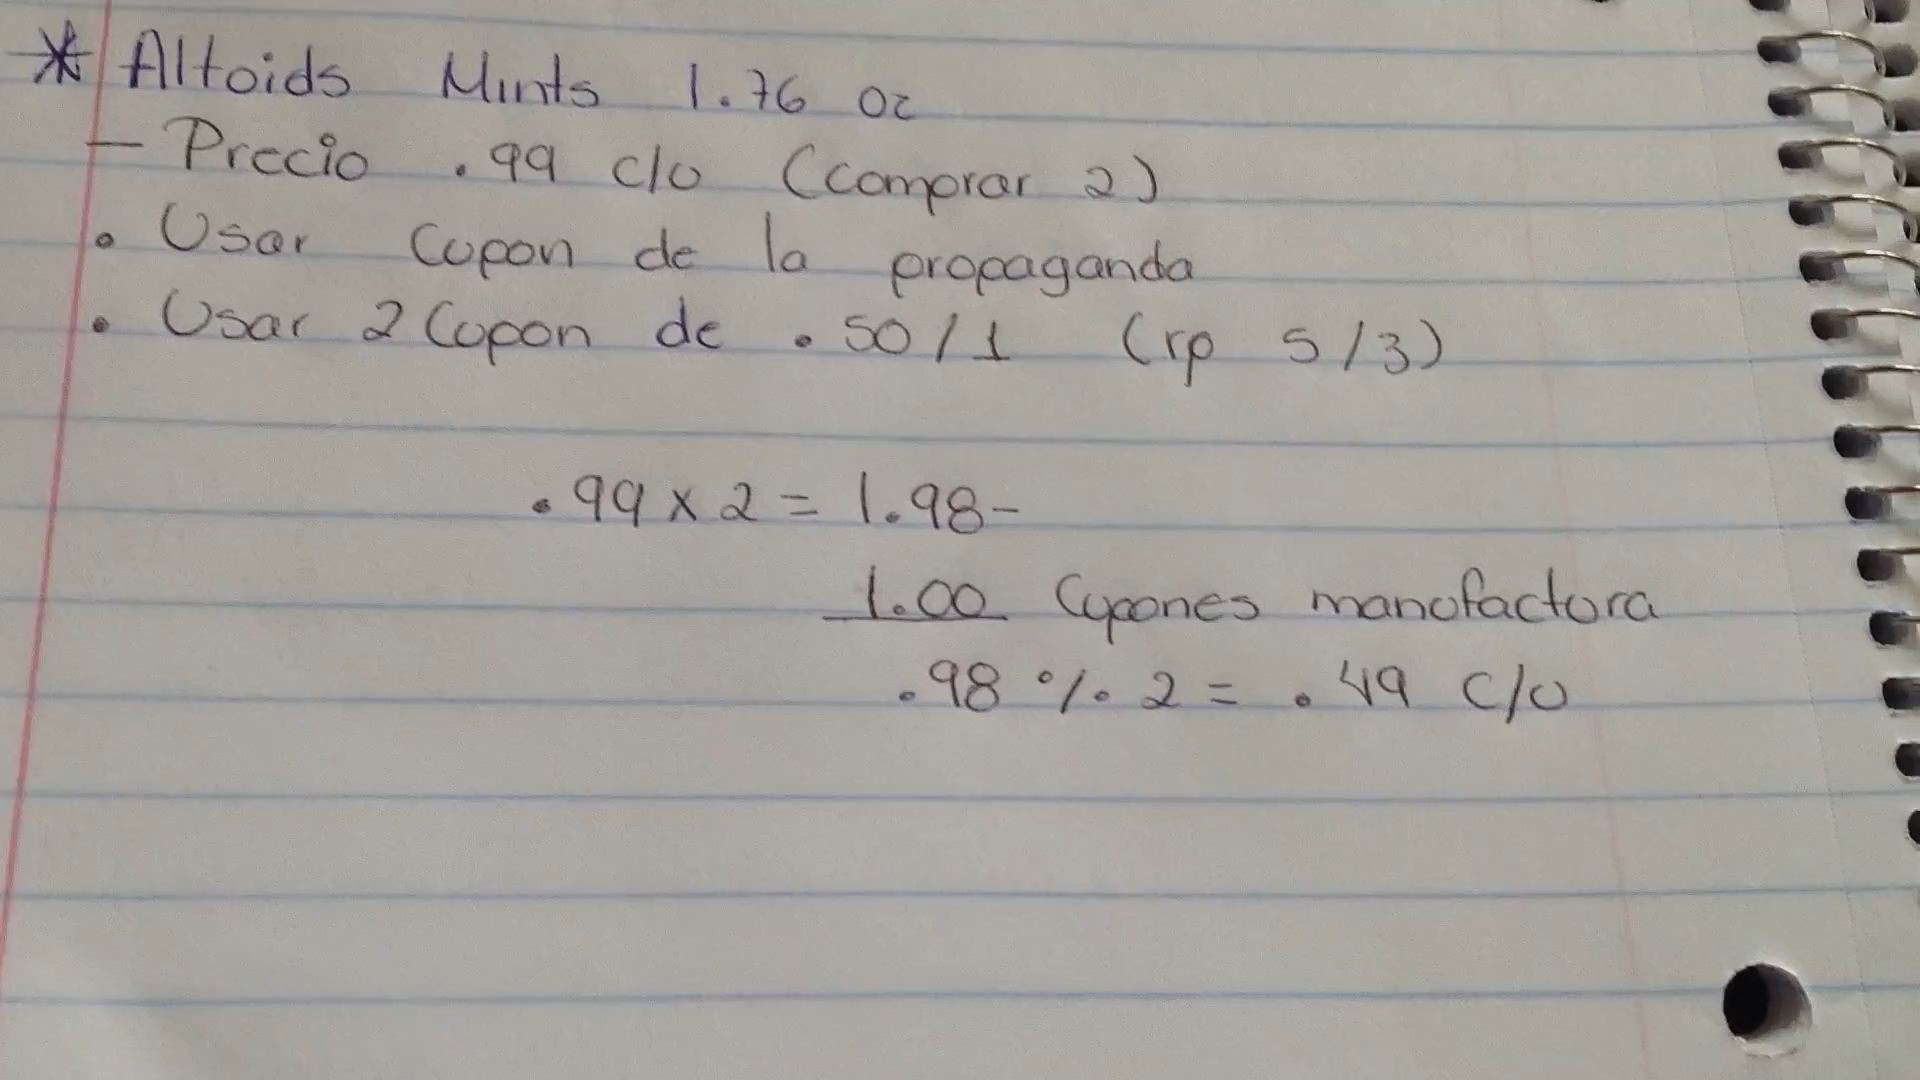 * Altoids Mints 1.76 oz
- Precio .99 c/u (comprar 2)
• Usar Cupon de la propaganda
• Usar 2 Cupon de .50/1 (rp 5/3)
.99 x 2 = 1.98-
1.00 Cupones manufactura
.98 % 2 = .49 c/u